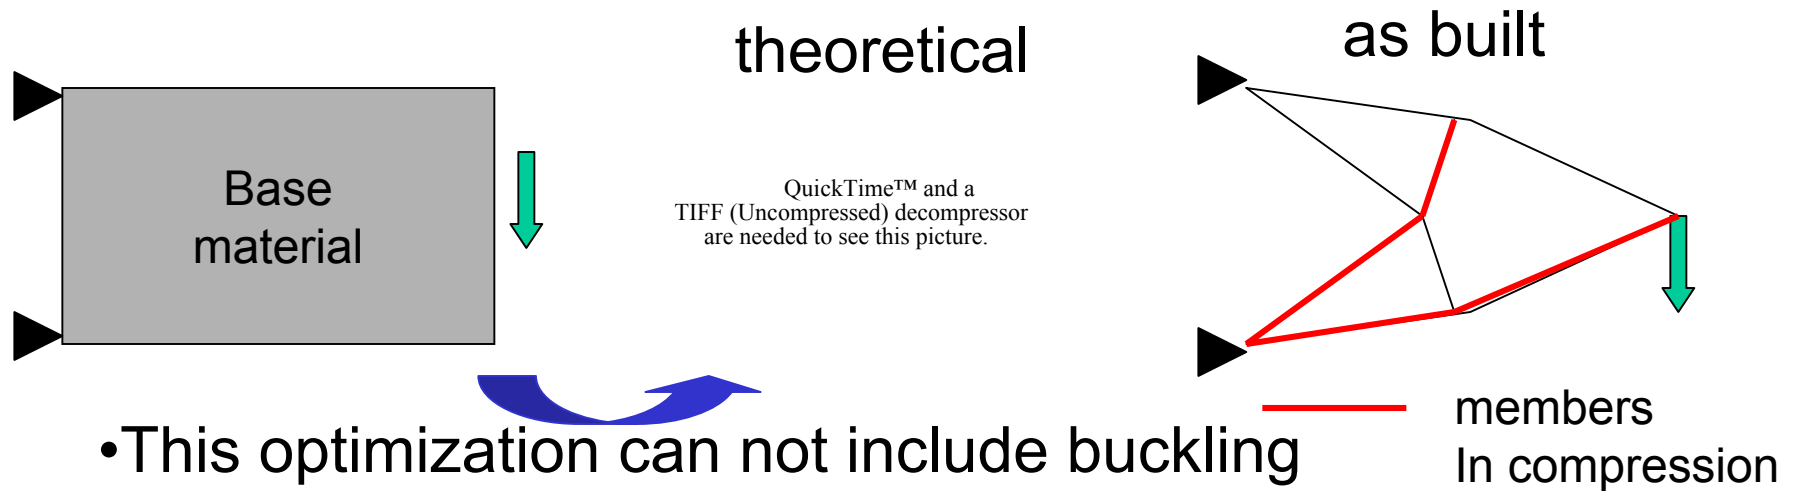 theoretical
as built
Base
material
QuickTime™ and a
TIFF (Uncompressed) decompressor
are needed to see this picture.
•This optimization can not include buckling
members
In compression